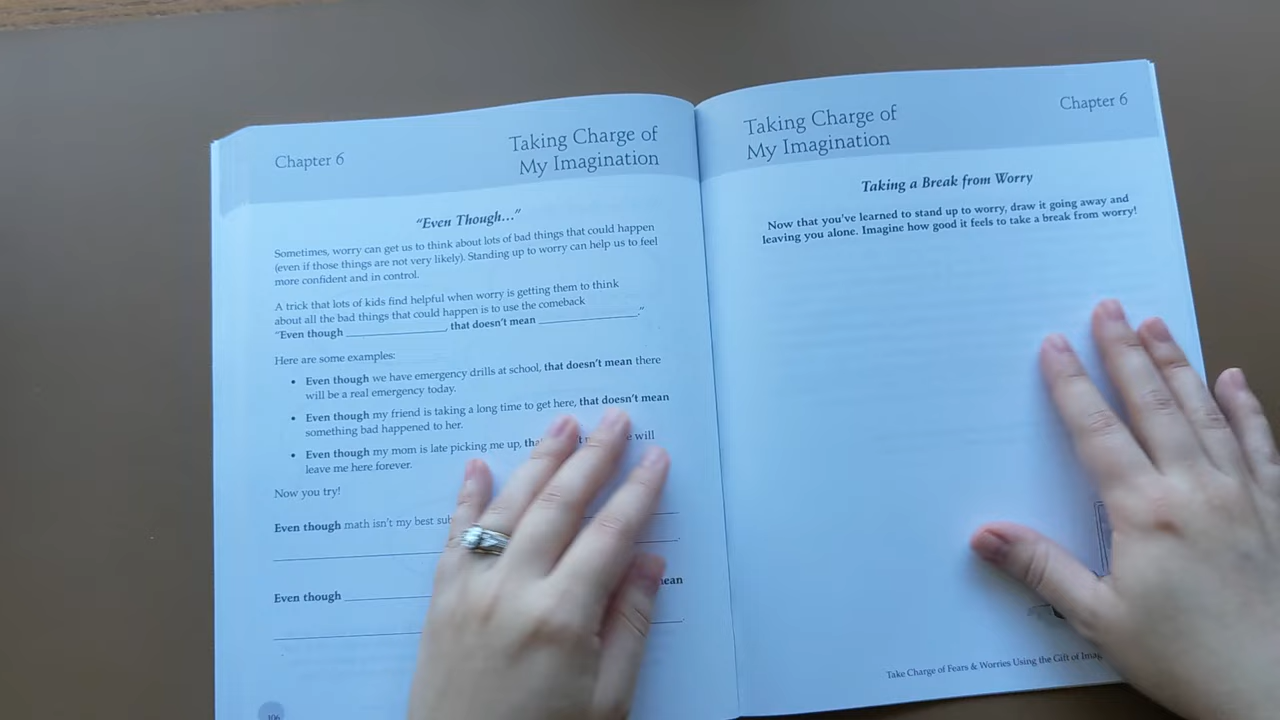 Chapter 6
Taking Charge of
My Imagination
"Even Though..."
Sometimes, worry can get us to think about lots of bad things that could happen
(even if those things are not very likely). Standing up to worry can help us to feel
more confident and in control.
A trick that lots of kids find helpful when worry is getting them to think
about all the bad things that could happen is to use the comeback
"Even though ____________, that doesn't mean ____________."
Here are some examples:
• Even though we have emergency drills at school, that doesn't mean there
will be a real emergency today.
• Even though my friend is taking a long time to get here, that doesn't mean
something bad happened to her.
• Even though my mom is late picking me up, will
leave me here forever.
Now you try!
Even though math isn't my best
Even though ____________
106
Taking Charge of
My Imagination
Chapter 6
Taking a Break from Worry
Now that you've learned to stand up to worry, draw it going away and
leaving you alone. Imagine how good it feels to take a break from worry!
Take Charge of Fears & Worries Using the Gift of